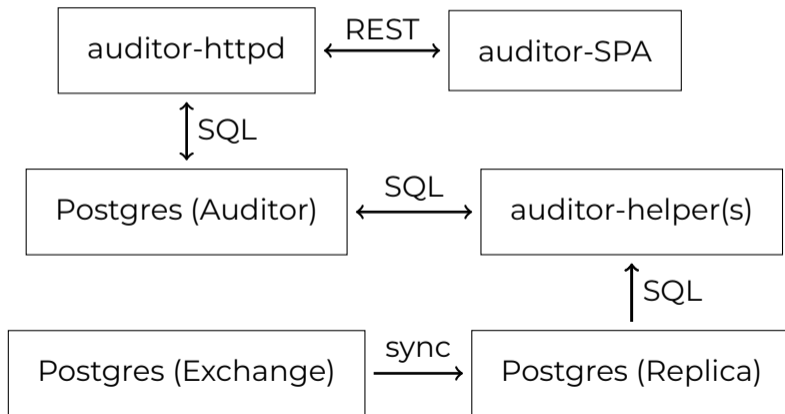 auditor-httpd
REST
auditor-SPA
SQL
Postgres (Auditor)
SQL
auditor-helper(s)
SQL
Postgres (Exchange)
sync
Postgres (Replica)